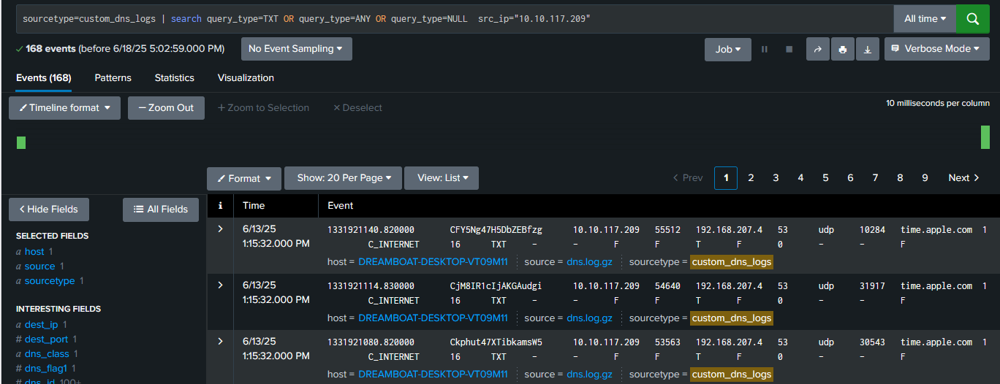 sourcetype=custom_dns_logs | search query_type=TXT OR query_type=ANY OR query_type=NULL src_ip="10.10.117.209"
All time
168 events (before 6/18/25 5:02:59.000 PM)
No Event Sampling
Job
Verbose Mode
Events (168) Patterns Statistics Visualization
Timeline format
— Zoom Out
+ Zoom to Selection
× Deselect
10 milliseconds per column
Format
Show: 20 Per Page
View: List
< Prev 1 2 3 4 5 6 7 8 9 Next >
< Hide Fields
All Fields
SELECTED FIELDS
a host 1
a source 1
a sourcetype 1
INTERESTING FIELDS
a dest_ip 1
# dest_port 1
a dns_class 1
# dns_flag1 1
# dns_id 100+
i Time Event
> 6/13/25 1331921140.820000 CFY5Ng47H5DbZEBfzg 10.10.117.209 55512 192.168.207.4 53 udp 10284 time.apple.com 1
1:15:32.000 PM C_INTERNET 16 TXT - - F F T F 0 - - F
host = DREAMBOAT-DESKTOP-VT09M11 source = dns.log.gz sourcetype = custom_dns_logs
> 6/13/25 1331921114.830000 CjM8IR1cIjAKGAudgi 10.10.117.209 54640 192.168.207.4 53 udp 31917 time.apple.com 1
1:15:32.000 PM C_INTERNET 16 TXT - - F F T F 0 - - F
host = DREAMBOAT-DESKTOP-VT09M11 source = dns.log.gz sourcetype = custom_dns_logs
> 6/13/25 1331921080.820000 Ckphut47XTibkamsW5 10.10.117.209 53563 192.168.207.4 53 udp 30543 time.apple.com 1
1:15:32.000 PM C_INTERNET 16 TXT - - F F T F 0 - - F
host = DREAMBOAT-DESKTOP-VT09M11 source = dns.log.gz sourcetype = custom_dns_logs